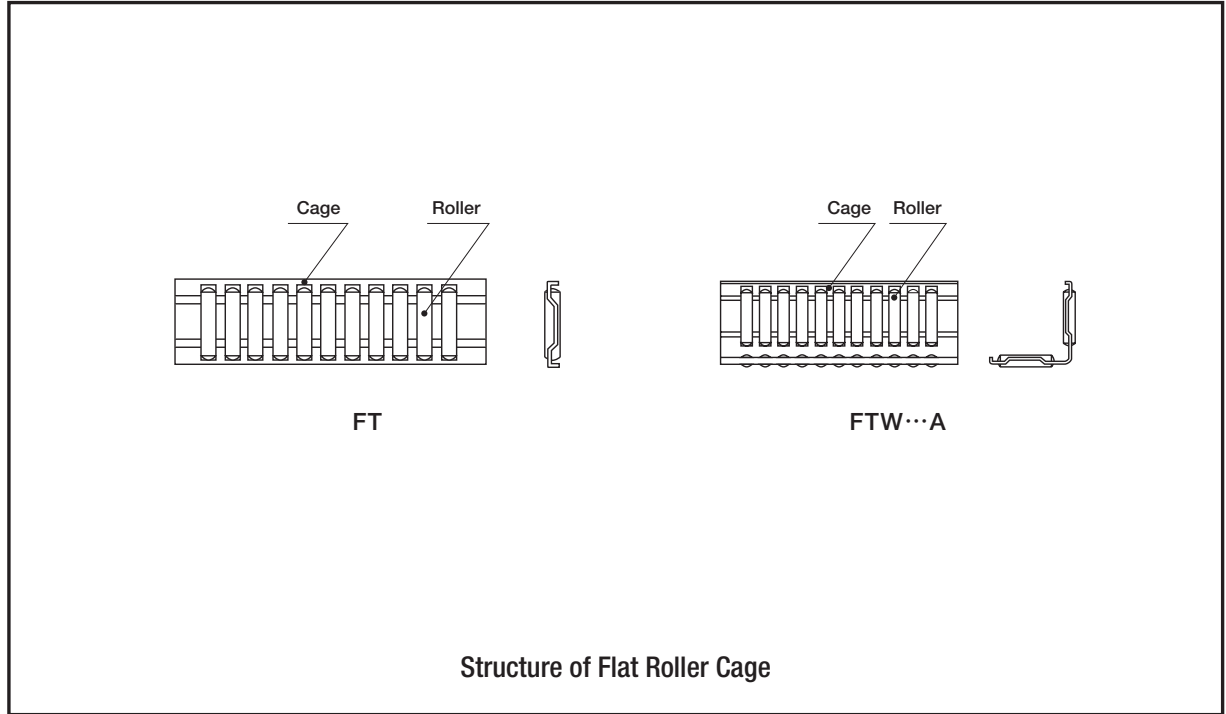 Cage Roller
Cage Roller
FT
FTW⋯A
Structure of Flat Roller Cage